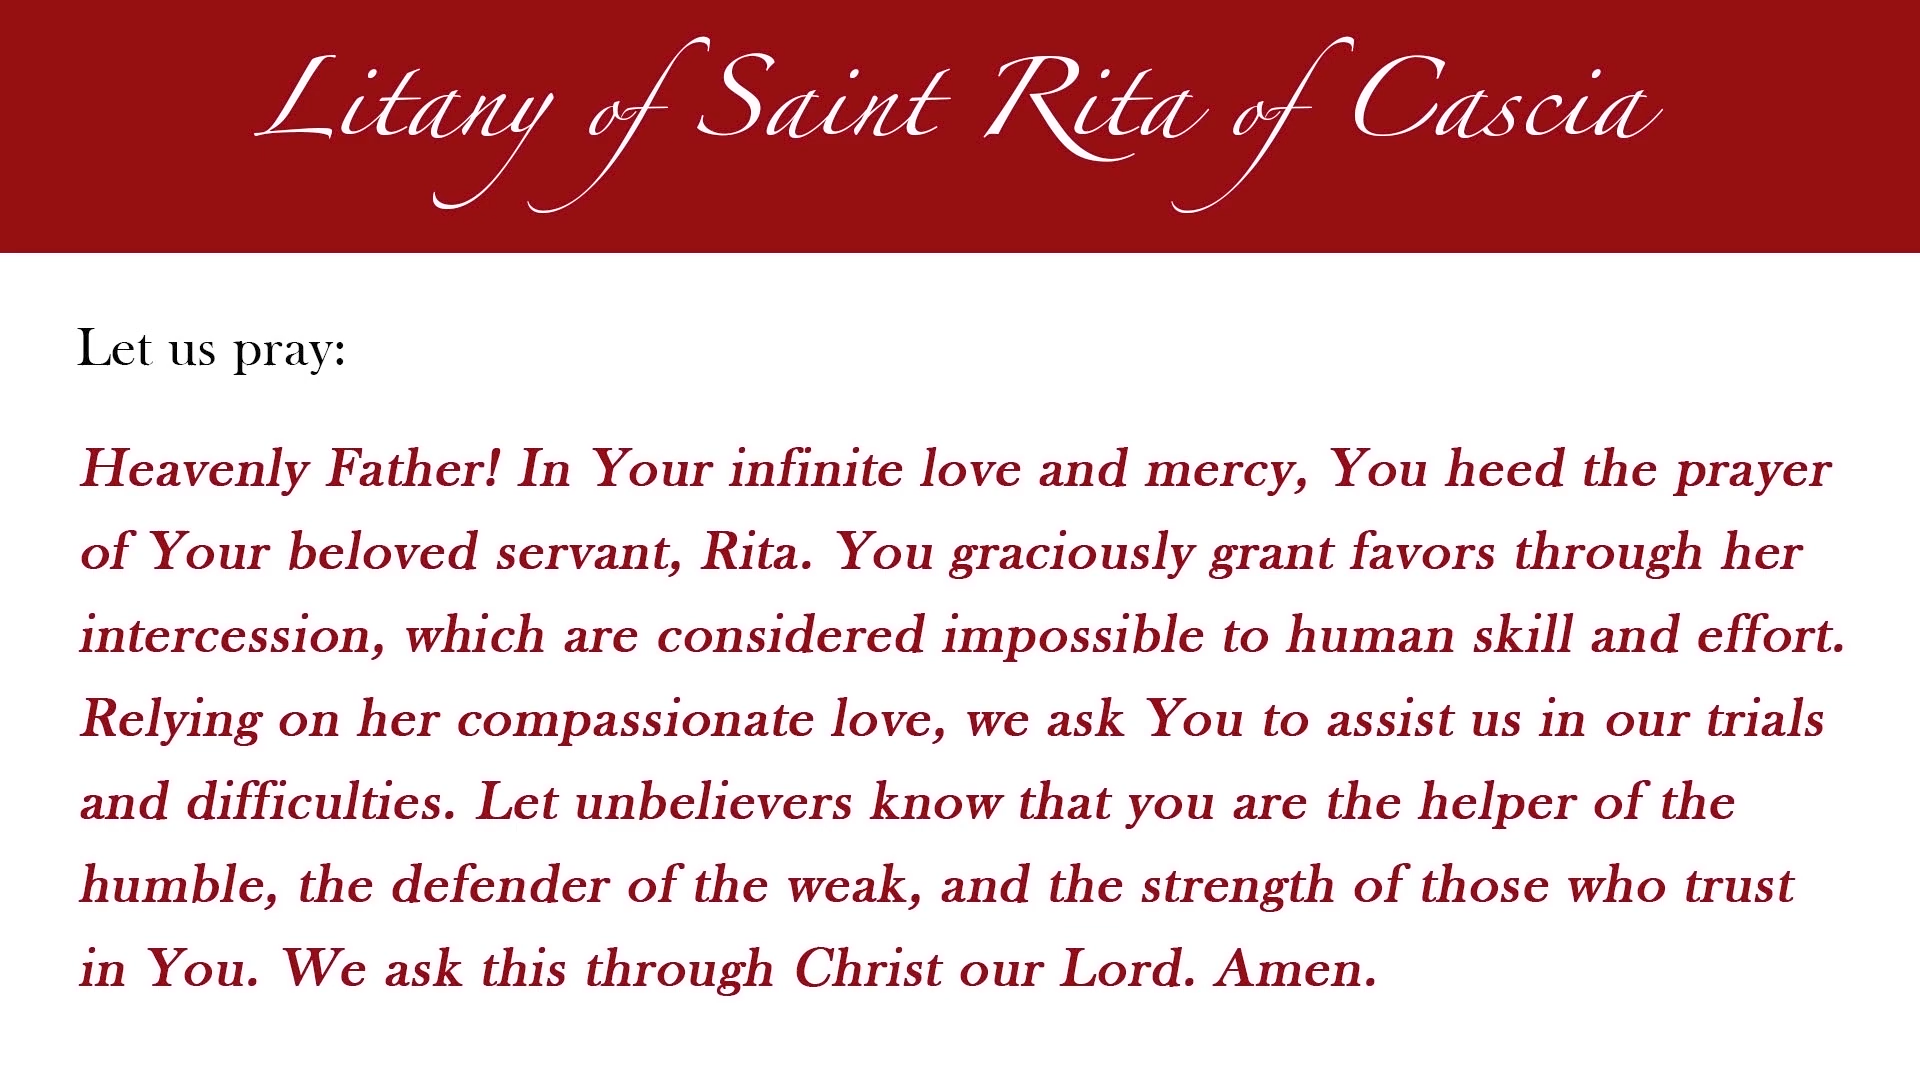 Litany of Saint Rita of Cascia
Let us pray:
Heavenly Father! In Your infinite love and mercy, You heed the prayer
of Your beloved servant, Rita. You graciously grant favors through her
intercession, which are considered impossible to human skill and effort.
Relying on her compassionate love, we ask You to assist us in our trials
and difficulties. Let unbelievers know that you are the helper of the
humble, the defender of the weak, and the strength of those who trust
in You. We ask this through Christ our Lord. Amen.